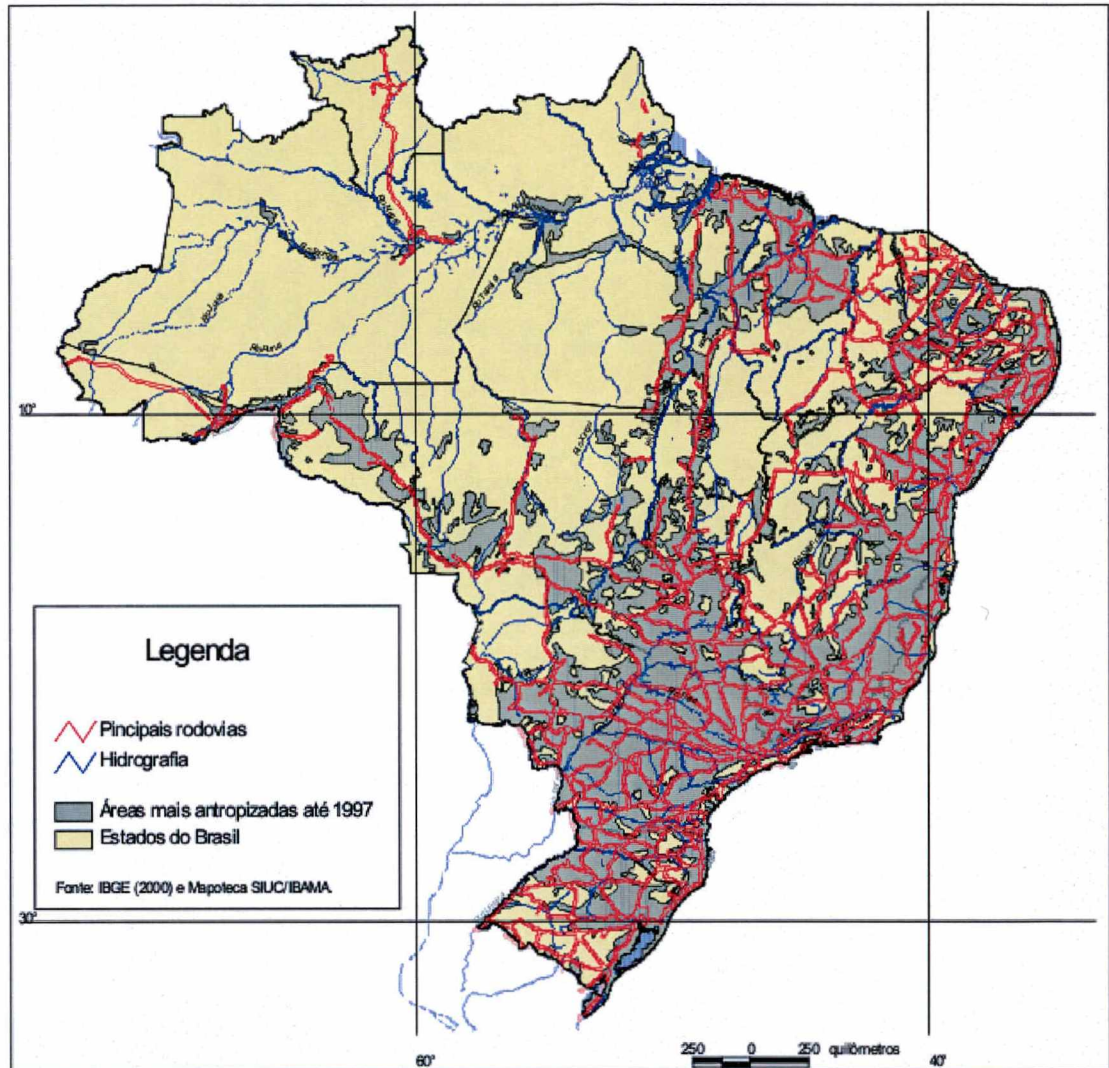 10°
Legenda
Pincipais rodovias
Hidrografia
Áreas mais antropizadas até 1997
Estados do Brasil
Fonte: IBGE (2000) e Mapoteca SIUC/IBAMA.
30°
250 0 250 quilômetros
60° 40°